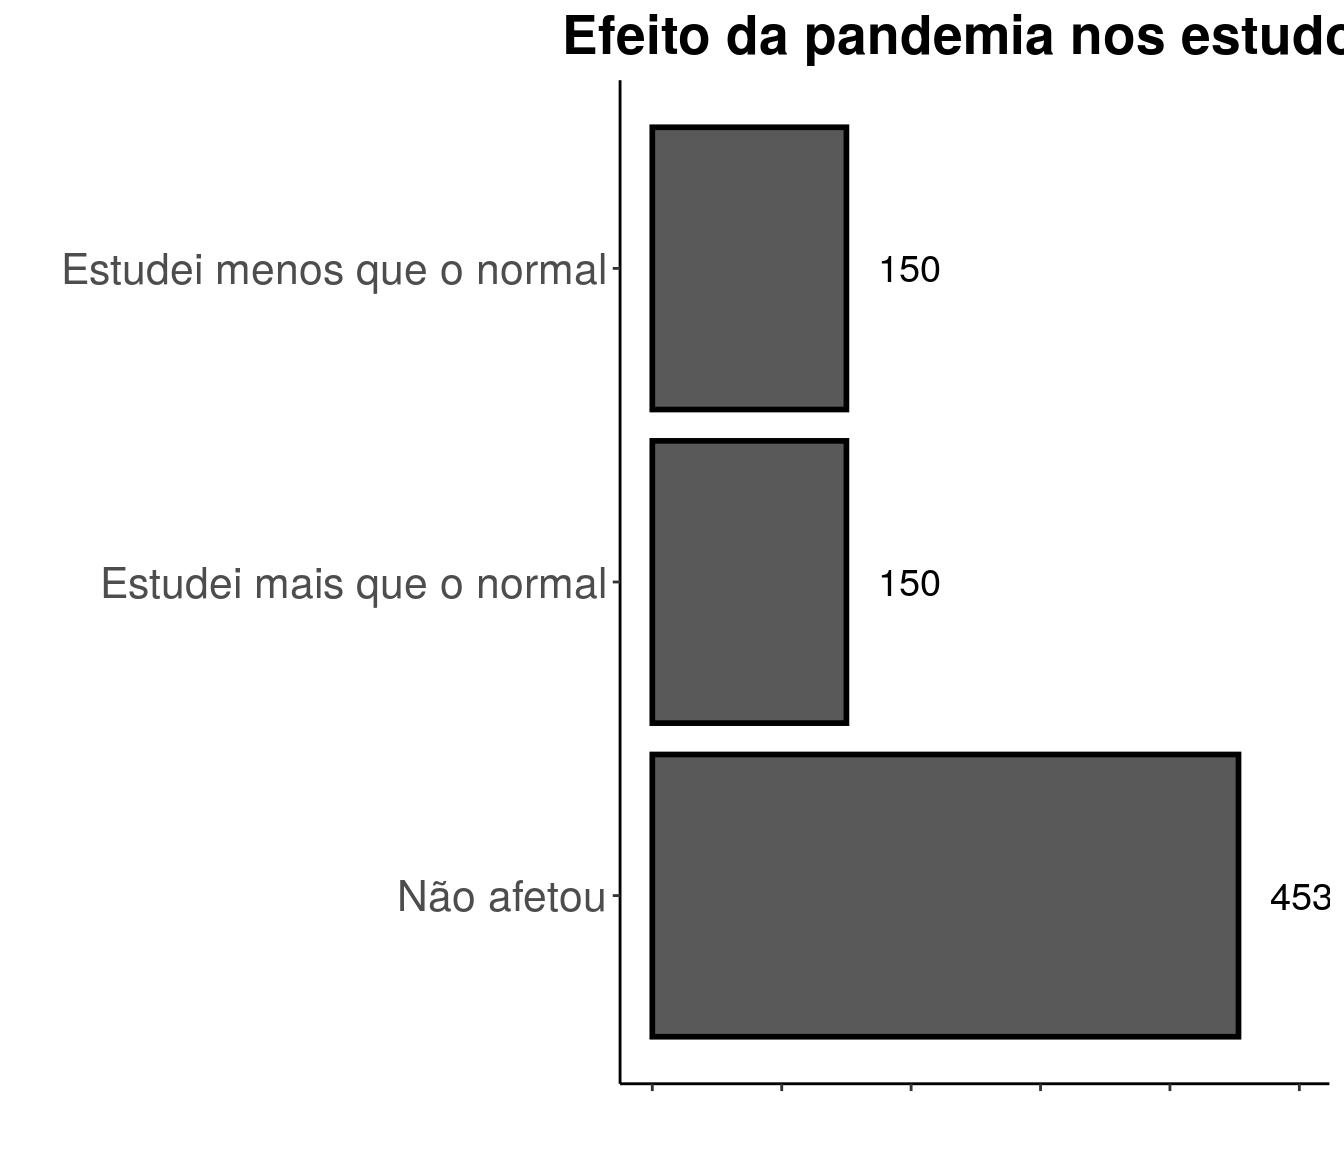 Efeito da pandemia nos estudo
Estudei menos que o normal
150
Estudei mais que o normal
150
Não afetou
453